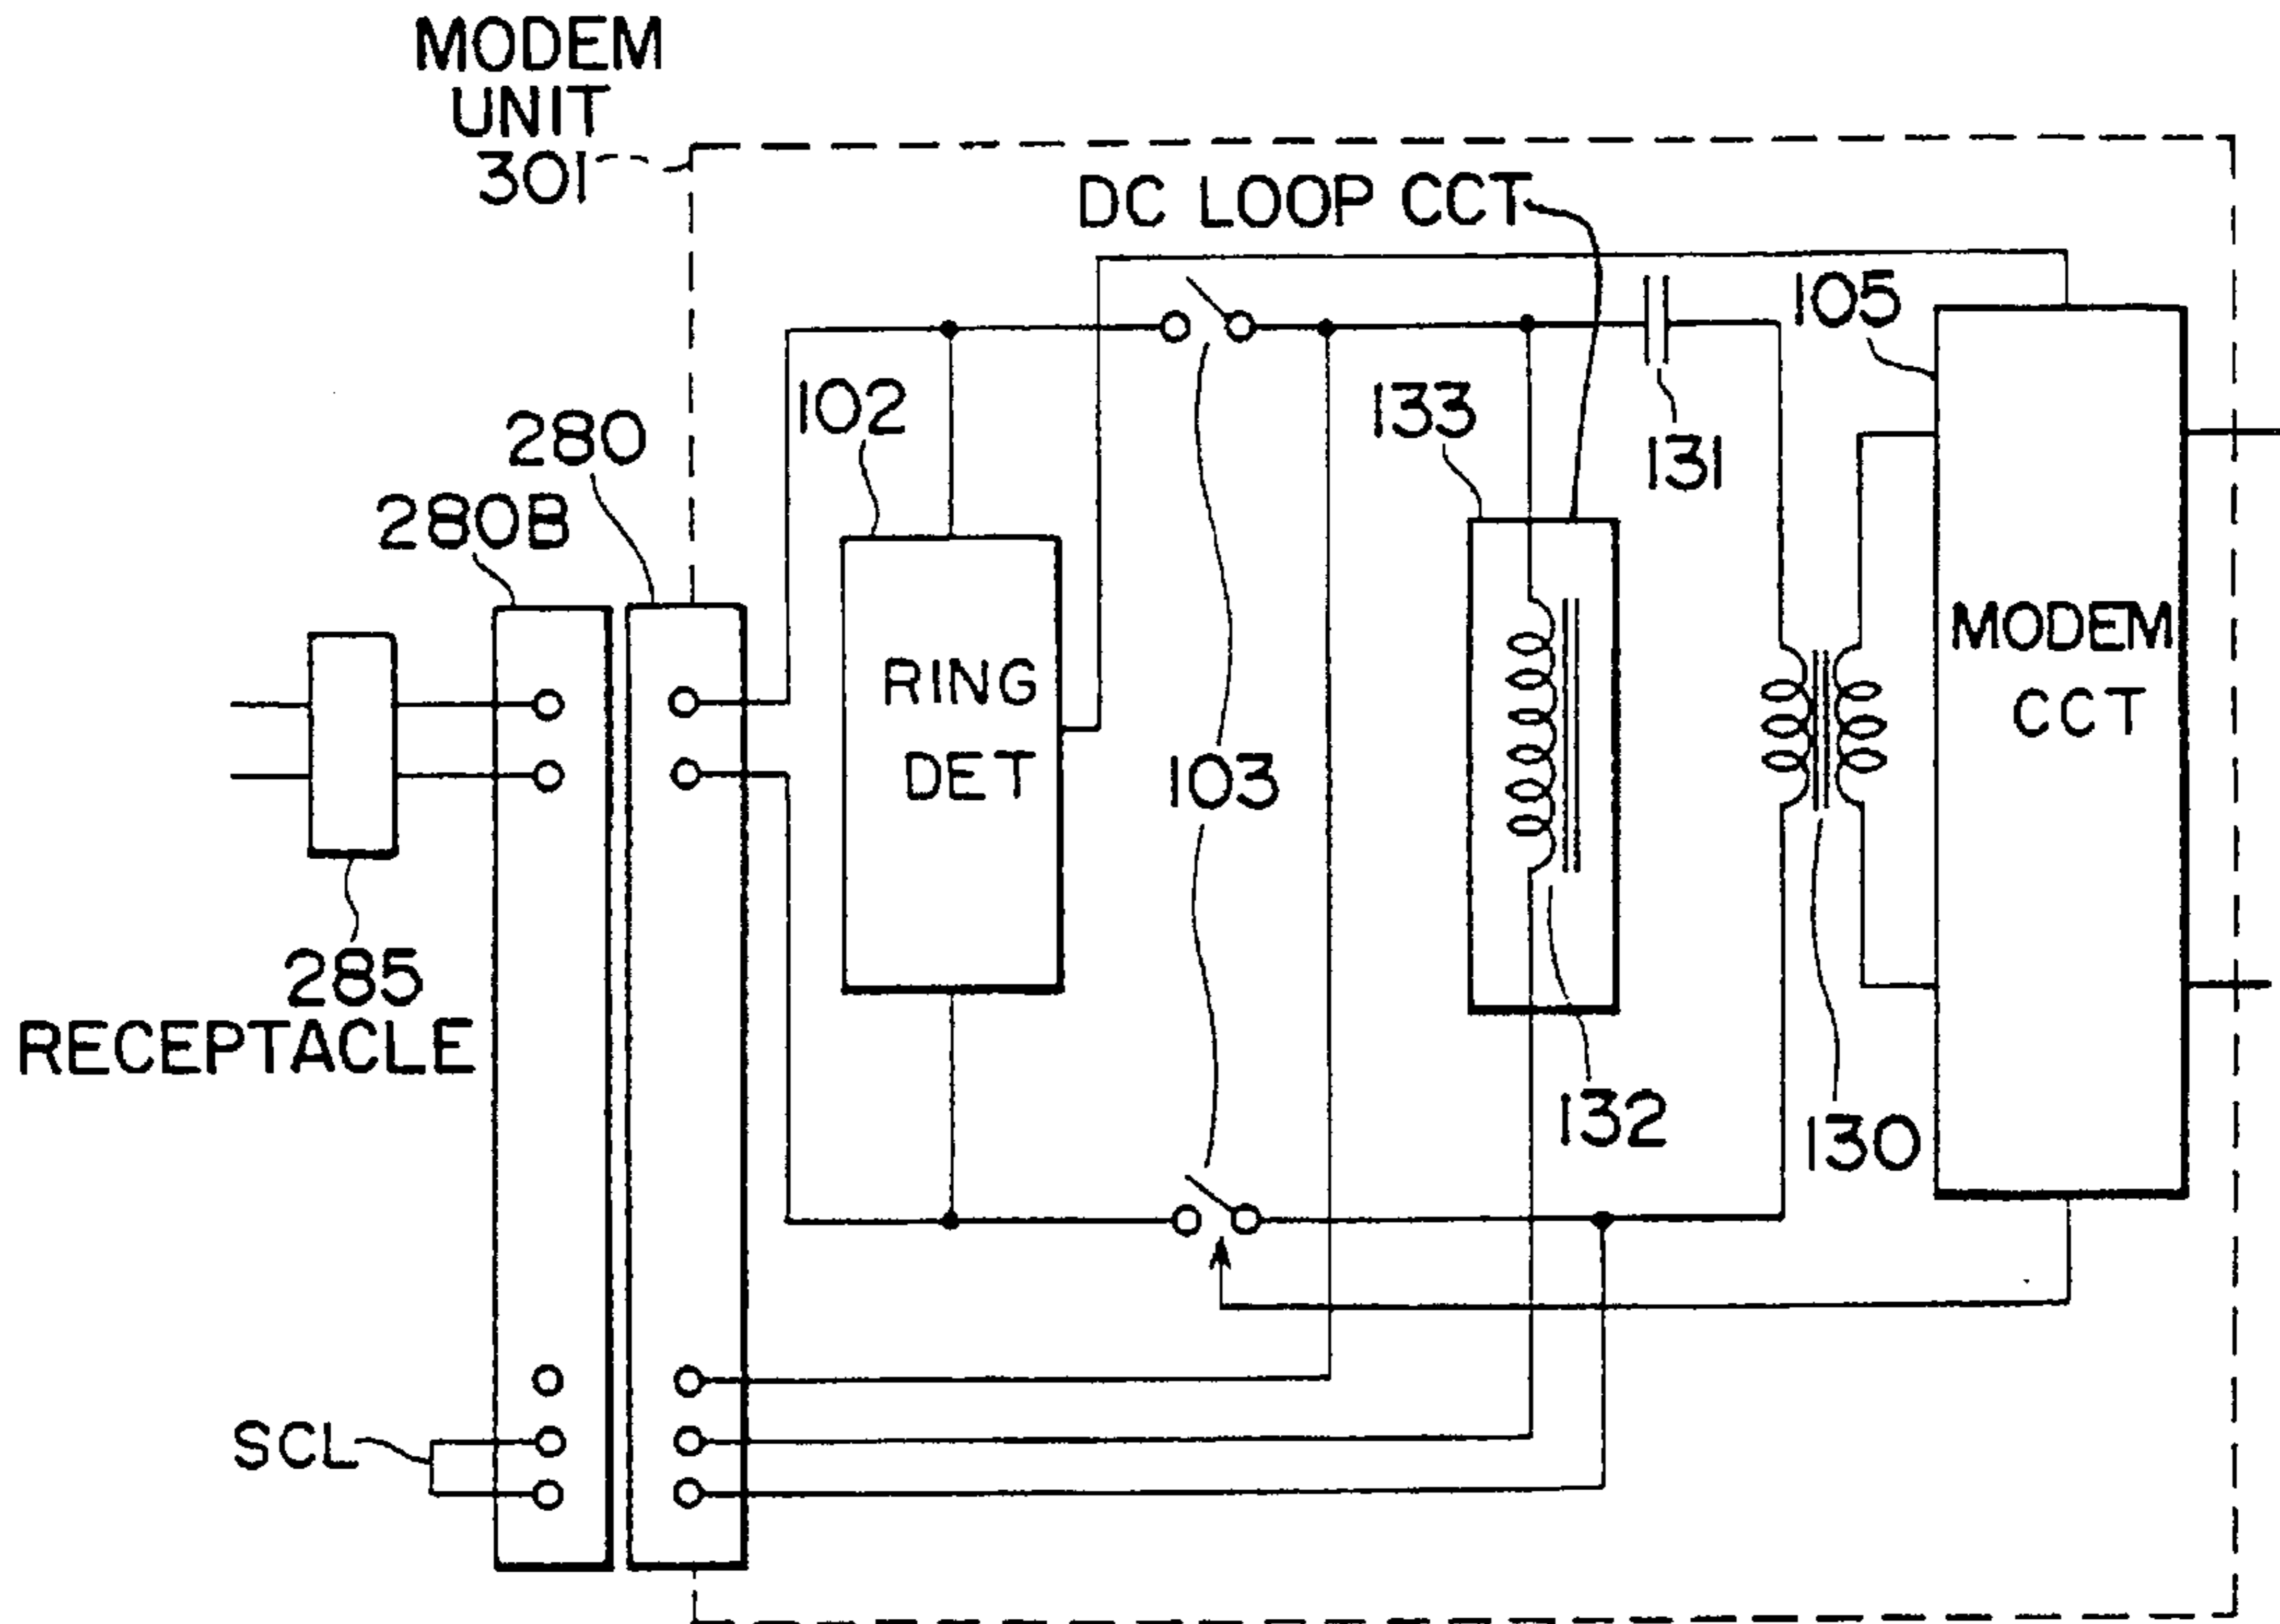 MODEM
UNIT
301
DC LOOP CCT
105
102
133
131
280
280B
RING
DET
MODEM
CCT
103
285
RECEPTACLE
132
130
SCL